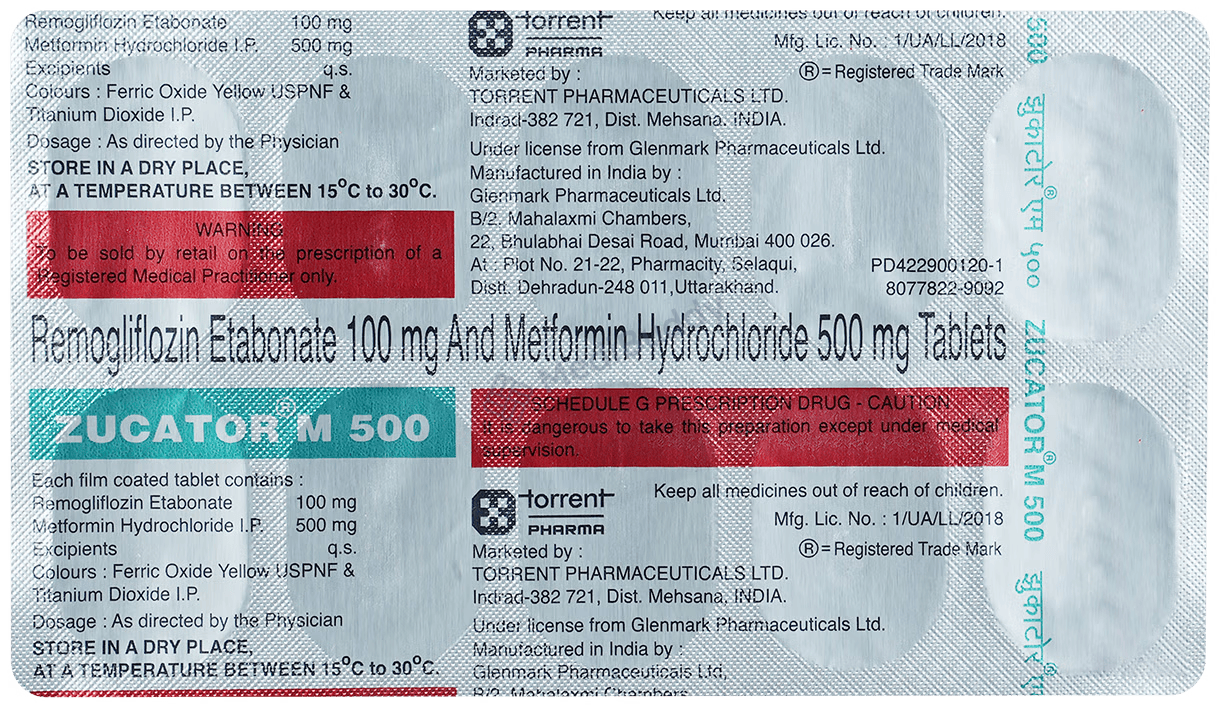 Remogliflozin Etabonate 100 mg
Metformin Hydrochloride I.P. 500 mg
Excipients q.s.
Colours : Ferric Oxide Yellow USPNF &
Titanium Dioxide I.P.
Dosage : As directed by the Physician
STORE IN A DRY PLACE,
AT A TEMPERATURE BETWEEN 15°C to 30°C.
WARNING
To be sold by retail on the prescription of a
Registered Medical Practitioner only.
torrent
PHARMA
Keep all medicines out of reach of children.
Mfg. Lic. No. : 1/UA/LL/2018
®=Registered Trade Mark
Marketed by :
TORRENT PHARMACEUTICALS LTD.
Indrad-382 721, Dist. Mehsana, INDIA.
Under license from Glenmark Pharmaceuticals Ltd.
Manufactured in India by :
Glenmark Pharmaceuticals Ltd.
B/2, Mahalaxmi Chambers,
22, Bhulabhai Desai Road, Mumbai 400 026.
At : Plot No. 21-22, Pharmacity, Selaqui,
Distt. Dehradun-248 011,Uttarakhand.
PD422900120-1
8077822-9092
Remogliflozin Etabonate 100 mg And Metformin Hydrochloride 500 mg Tablets
ZUCATOR® M 500
SCHEDULE G PRESCRIPTION DRUG - CAUTION
It is dangerous to take this preparation except under medical
supervision.
Each film coated tablet contains :
Remogliflozin Etabonate 100 mg
Metformin Hydrochloride I.P. 500 mg
Excipients q.s.
Colours : Ferric Oxide Yellow USPNF &
Titanium Dioxide I.P.
Dosage : As directed by the Physician
STORE IN A DRY PLACE,
AT A TEMPERATURE BETWEEN 15°C to 30°C.
torrent
PHARMA
Keep all medicines out of reach of children.
Mfg. Lic. No. : 1/UA/LL/2018
®=Registered Trade Mark
Marketed by :
TORRENT PHARMACEUTICALS LTD.
Indrad-382 721, Dist. Mehsana, INDIA.
Under license from Glenmark Pharmaceuticals Ltd.
Manufactured in India by :
Glenmark Pharmaceuticals Ltd.
B/2, Mahalaxmi Chambers
500 झुकाटोर® एम ५०० ZUCATOR® M 500 झुकाटोर® एम